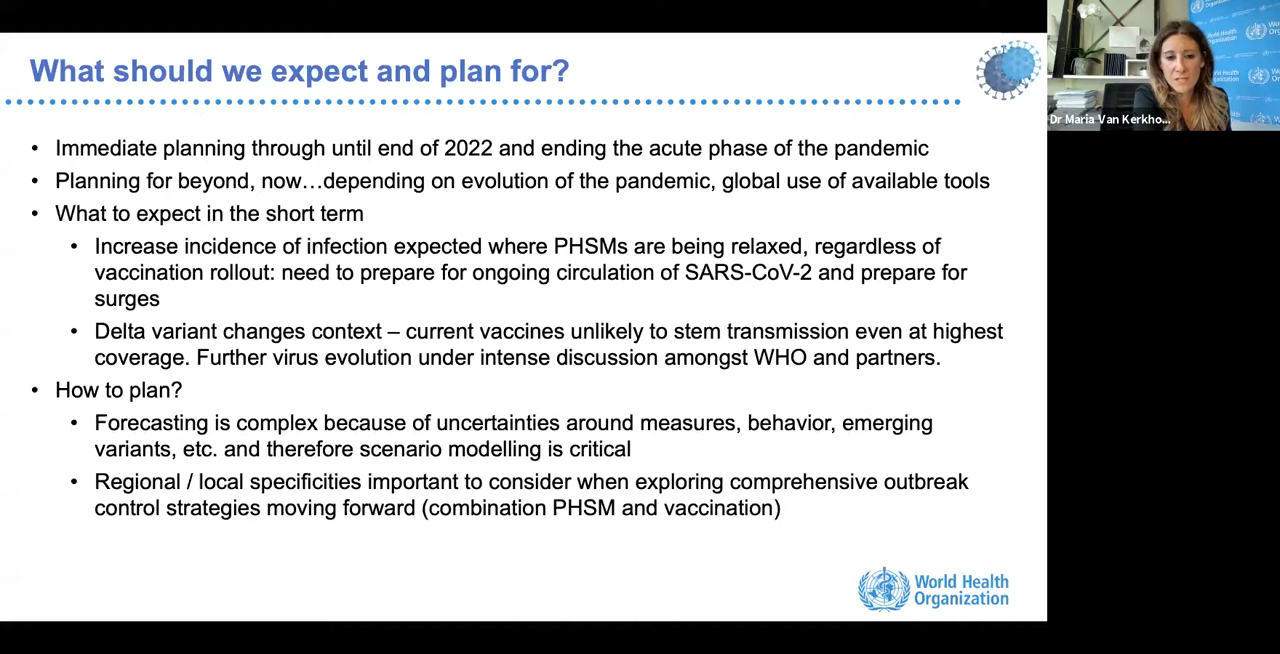 What should we expect and plan for?
• Immediate planning through until end of 2022 and ending the acute phase of the pandemic
• Planning for beyond, now…depending on evolution of the pandemic, global use of available tools
• What to expect in the short term
• Increase incidence of infection expected where PHSMs are being relaxed, regardless of
vaccination rollout: need to prepare for ongoing circulation of SARS-CoV-2 and prepare for
surges
• Delta variant changes context – current vaccines unlikely to stem transmission even at highest
coverage. Further virus evolution under intense discussion amongst WHO and partners.
• How to plan?
• Forecasting is complex because of uncertainties around measures, behavior, emerging
variants, etc. and therefore scenario modelling is critical
• Regional / local specificities important to consider when exploring comprehensive outbreak
control strategies moving forward (combination PHSM and vaccination)
World Health
Organization
Dr Maria Van Kerkho...
World Health
Organization